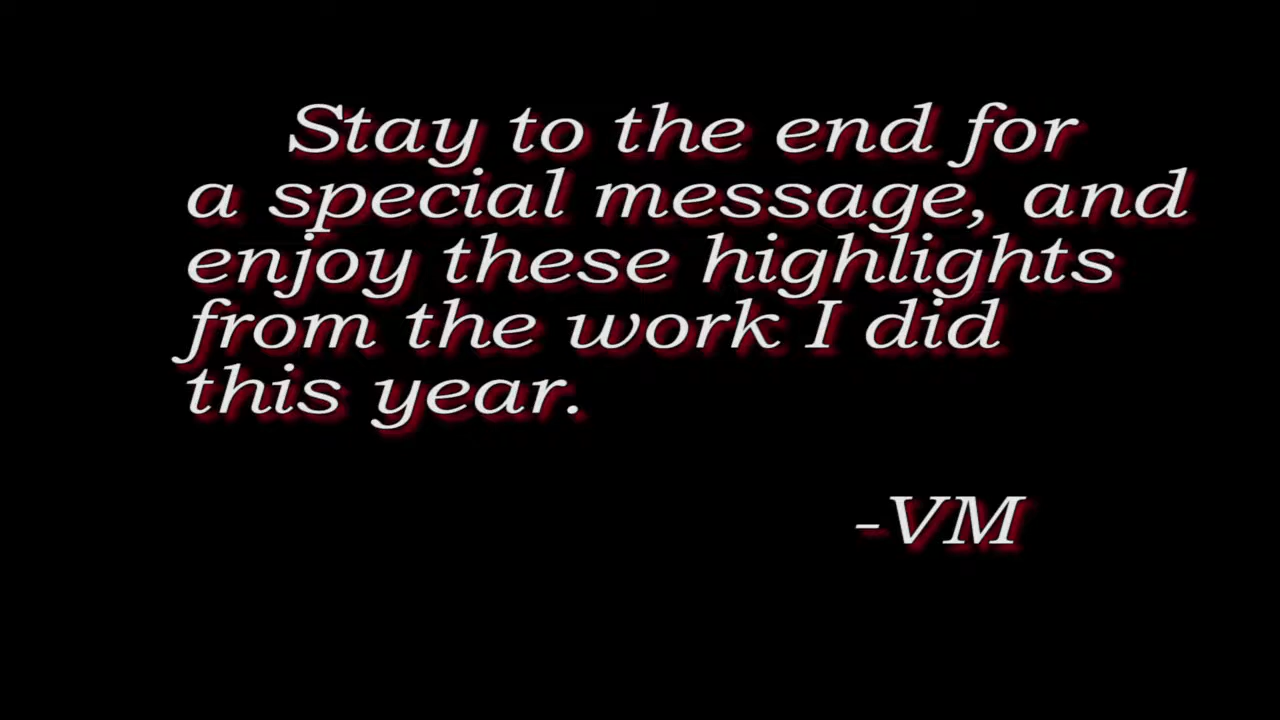 Stay to the end for
a special message, and
enjoy these highlights
from the work I did
this year.
-VM